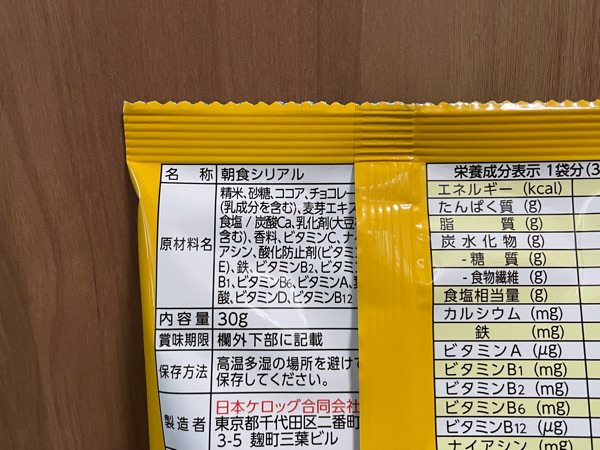 名称 朝食シリアル
原材料名
精米、砂糖、ココア、チョコレー
(乳成分を含む)、麦芽エキス
食塩 / 炭酸Ca、乳化剤(大豆
含む)、香料、ビタミンC、ナイ
アシン、酸化防止剤(ビタミ
E)、鉄、ビタミンB2、ビタミン
B1、ビタミンB6、ビタミンA、葉
酸、ビタミンD、ビタミンB12
内容量 30g
賞味期限 欄外下部に記載
保存方法
高温多湿の場所を避けて
保存してください。
製造者
日本ケロッグ合同会社
東京都千代田区二番町
3-5 麹町三葉ビル
栄養成分表示 1袋分(3
エネルギー (kcal)
たんぱく質 (g)
脂質 (g)
炭水化物 (g)
-糖質 (g)
-食物繊維 (g)
食塩相当量 (g)
カルシウム (mg)
鉄 (mg)
ビタミンA (μg)
ビタミンB1 (mg)
ビタミンB2 (mg)
ビタミンB6 (mg)
ビタミンB12 (μg)
ナイアシン (mg)